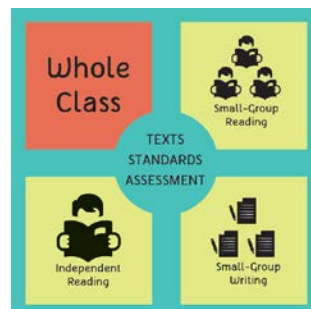 Whole
Class
Small-Group
Reading
TEXTS
STANDARDS
ASSESSMENT
Independent
Reading
Small-Group
Writing